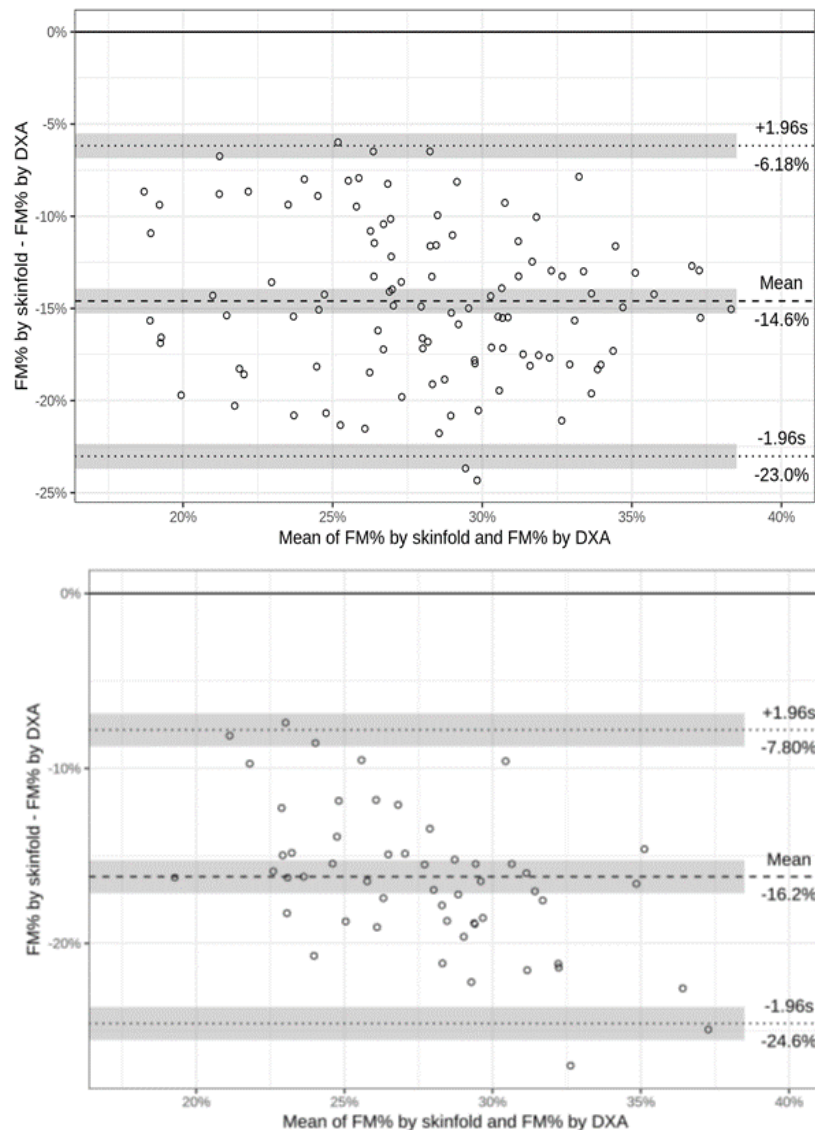 0%
-5%
-10%
-15%
-20%
-25%
FM% by skinfold - FM% by DXA
+1.96s
-6.18%
Mean
-14.6%
-1.96s
-23.0%
20%
25%
30%
35%
40%
Mean of FM% by skinfold and FM% by DXA
0%
-10%
-20%
FM% by skinfold - FM% by DXA
+1.96s
-7.80%
Mean
-16.2%
-1.96s
-24.6%
20%
25%
30%
35%
40%
Mean of FM% by skinfold and FM% by DXA